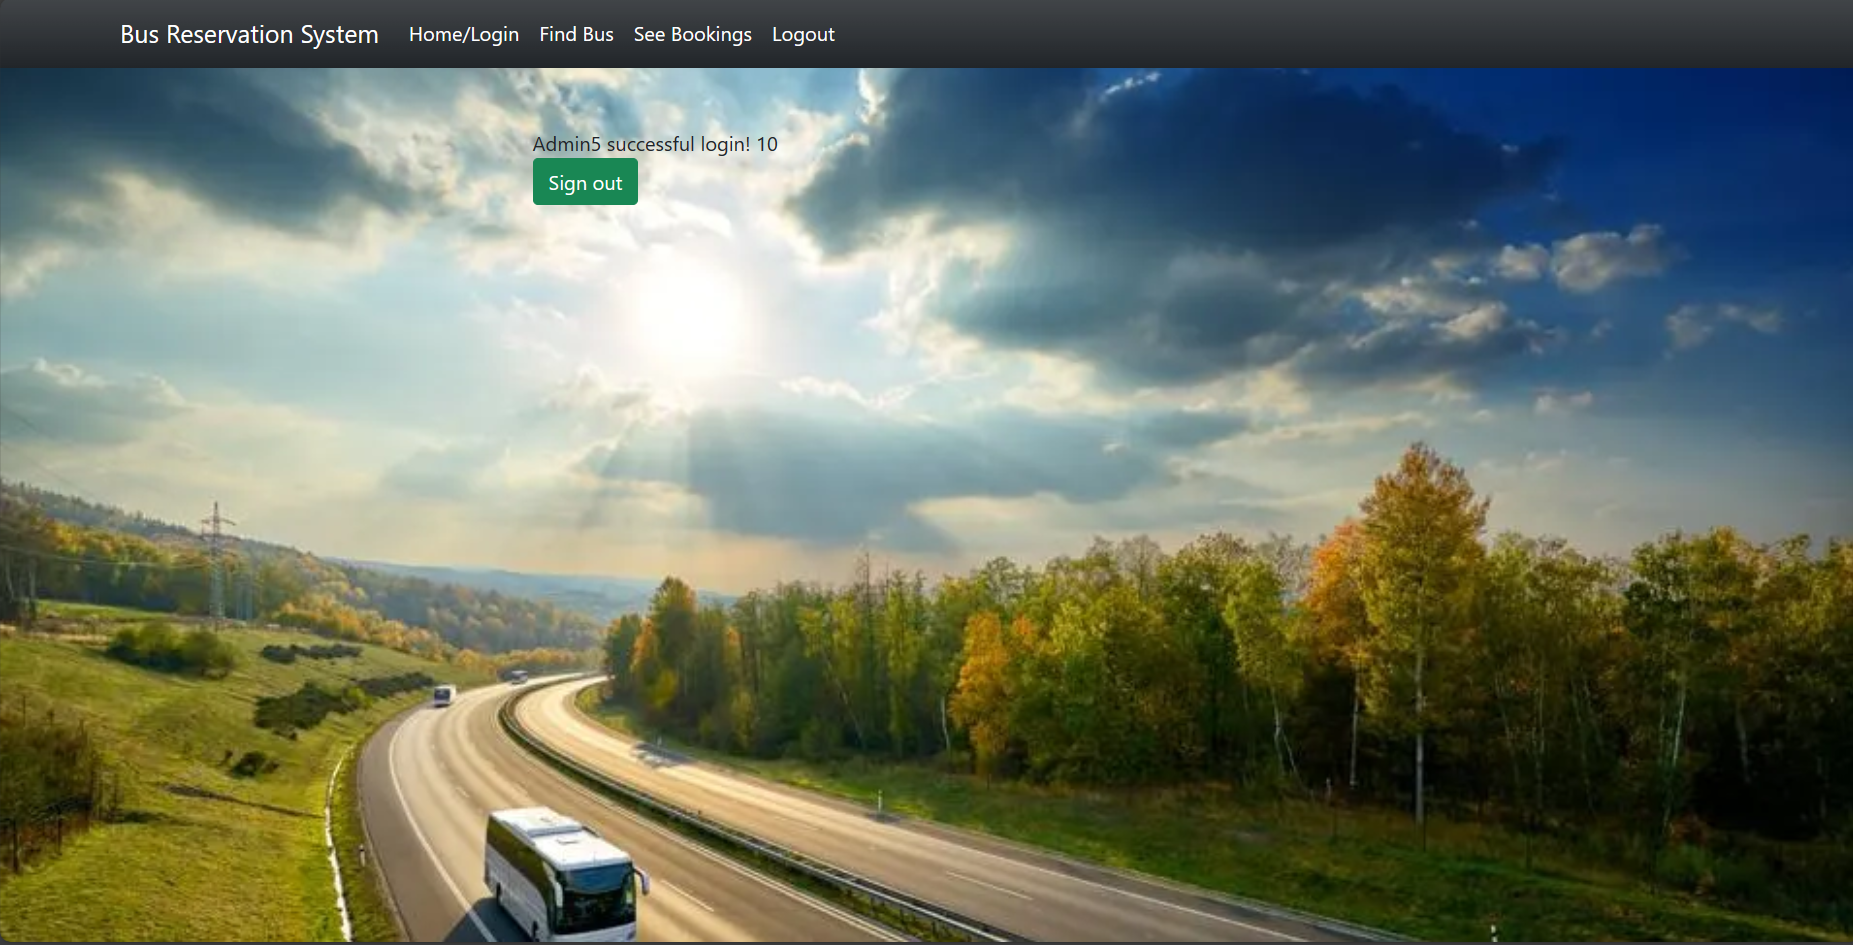 Bus Reservation System Home/Login Find Bus See Bookings Logout
Admin5 successful login! 10
Sign out